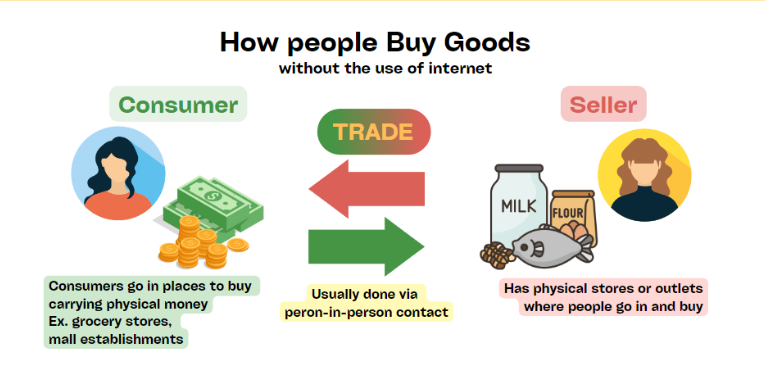 How people Buy Goods
without the use of internet
Consumer
TRADE
Seller
MILK
FLOUR
Consumers go in places to buy
carrying physical money
Ex. grocery stores,
mall establishments
Usually done via
peron-in-person contact
Has physical stores or outlets
where people go in and buy